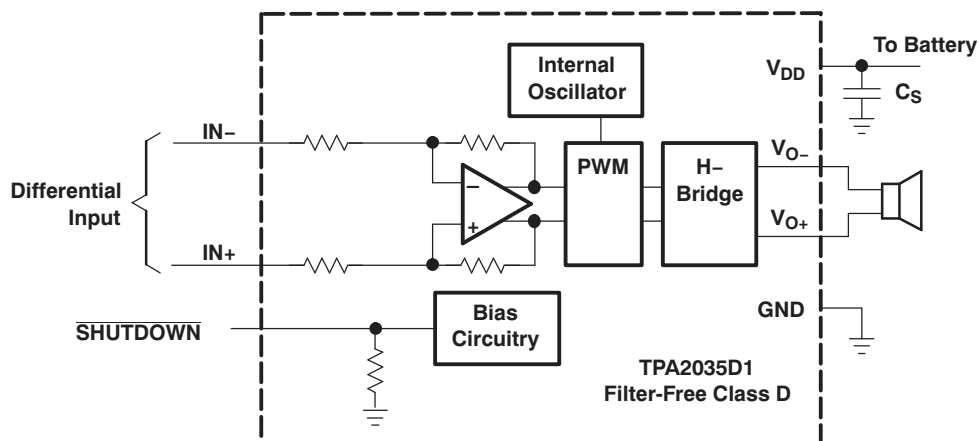 To Battery
Internal
Oscillator
VDD
CS
IN−
Differential
Input
−
+
PWM
H−
Bridge
VO−
VO+
IN+
SHUTDOWN
Bias
Circuitry
GND
TPA2035D1
Filter-Free Class D